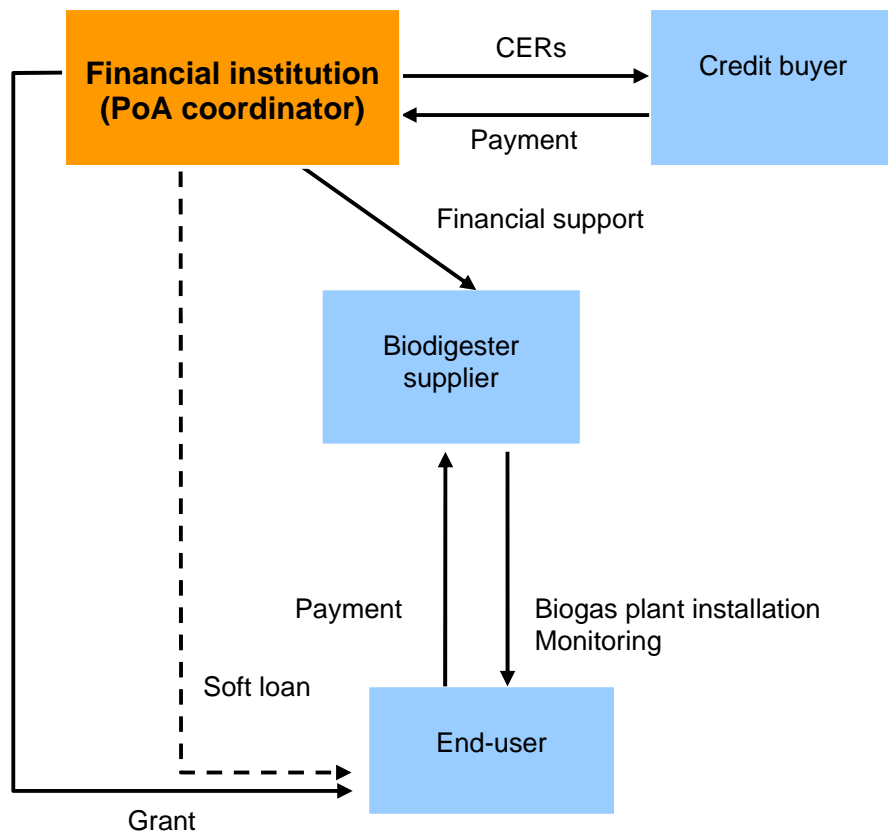 Financial institution
(PoA coordinator)
CERs
Credit buyer
Payment
Financial support
Biodigester
supplier
Payment
Biogas plant installation
Monitoring
Soft loan
End-user
Grant